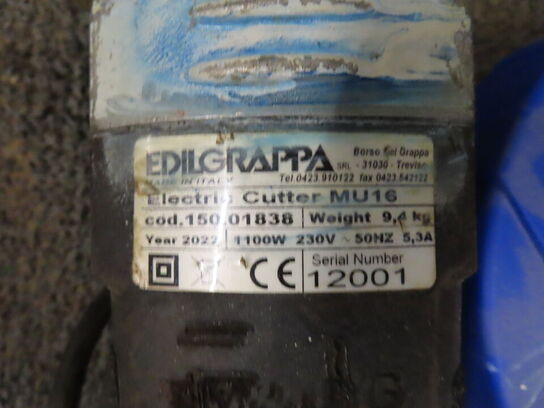 EDILGRAPPA SRL
Borso del Grappa
- 31030 - Treviso
MADE IN ITALY
Tel.0423.910122 fax 0423.542122
Electric Cutter MU16
cod.150.01838 Weight 9,4 kg
Year 2022 1100W 230V ~ 50HZ 5,3A
CE Serial Number
12001